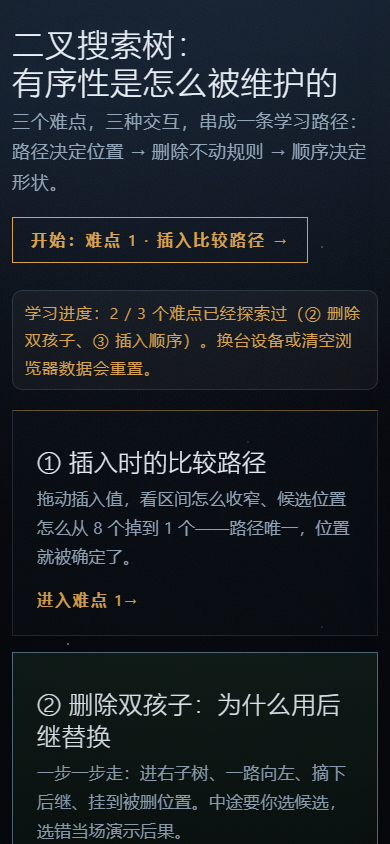 二叉搜索树：
有序性是怎么被维护的
三个难点，三种交互，串成一条学习路径：
路径决定位置 → 删除不动规则 → 顺序决定
形状。
开始：难点 1 · 插入比较路径 →
学习进度：2 / 3 个难点已经探索过（② 删除
双孩子、③ 插入顺序）。换台设备或清空浏
览器数据会重置。
① 插入时的比较路径
拖动插入值，看区间怎么收窄、候选位置
怎么从 8 个掉到 1 个——路径唯一，位置
就被确定了。
进入难点 1→
② 删除双孩子：为什么用后
继替换
一步一步走：进右子树、一路向左、摘下
后继、挂到被删位置。中途要你选候选，
选错当场演示后果。